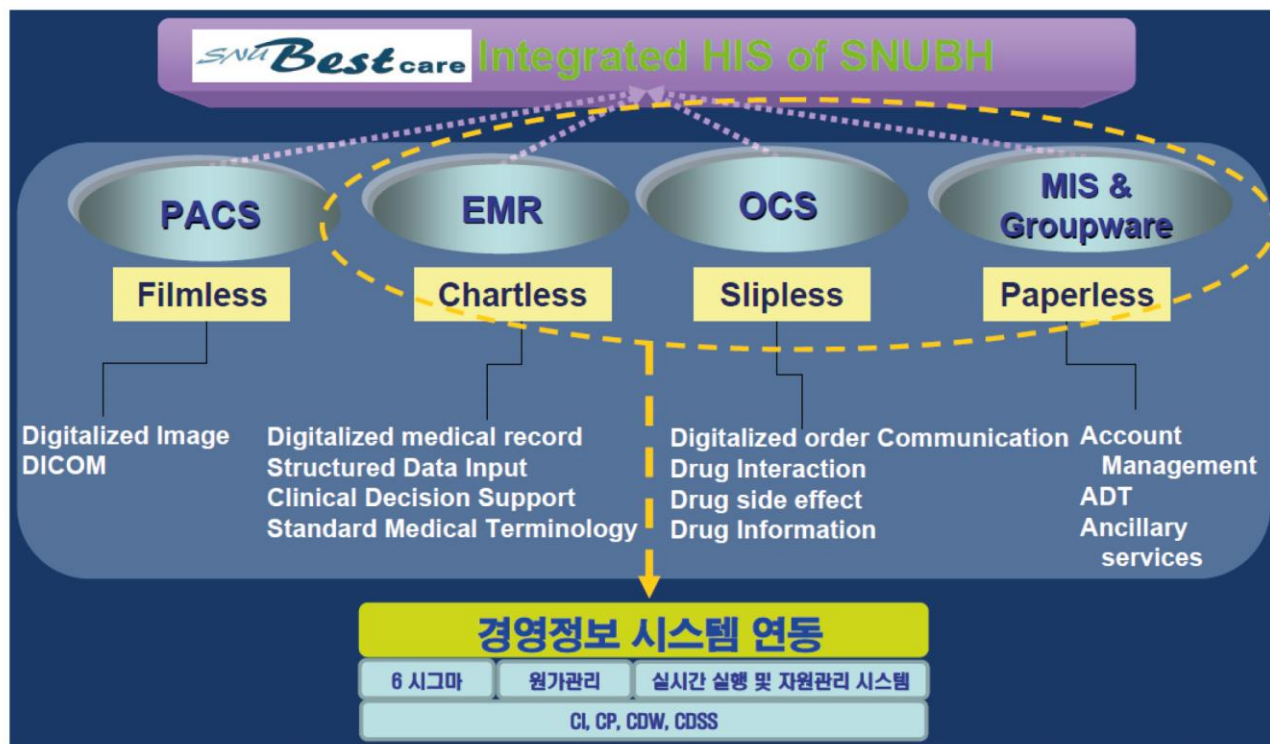 SNU Bestcare Integrated HIS of SNUBH
PACS
EMR
OCS
MIS &
Groupware
Filmless
Chartless
Slipless
Paperless
Digitalized Image
DICOM
Digitalized medical record
Structured Data Input
Clinical Decision Support
Standard Medical Terminology
Digitalized order Communication
Drug Interaction
Drug side effect
Drug Information
Account
Management
ADT
Ancillary
services
경영정보 시스템 연동
6 시그마
원가관리
실시간 실행 및 자원관리 시스템
CI, CP, CDW, CDSS